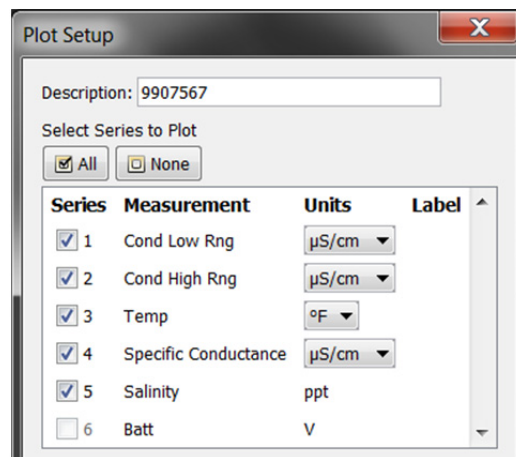 Plot Setup
X
Description: 9907567
Select Series to Plot
All None
Series Measurement Units Label
1 Cond Low Rng µS/cm
2 Cond High Rng µS/cm
3 Temp °F
4 Specific Conductance µS/cm
5 Salinity ppt
6 Batt V